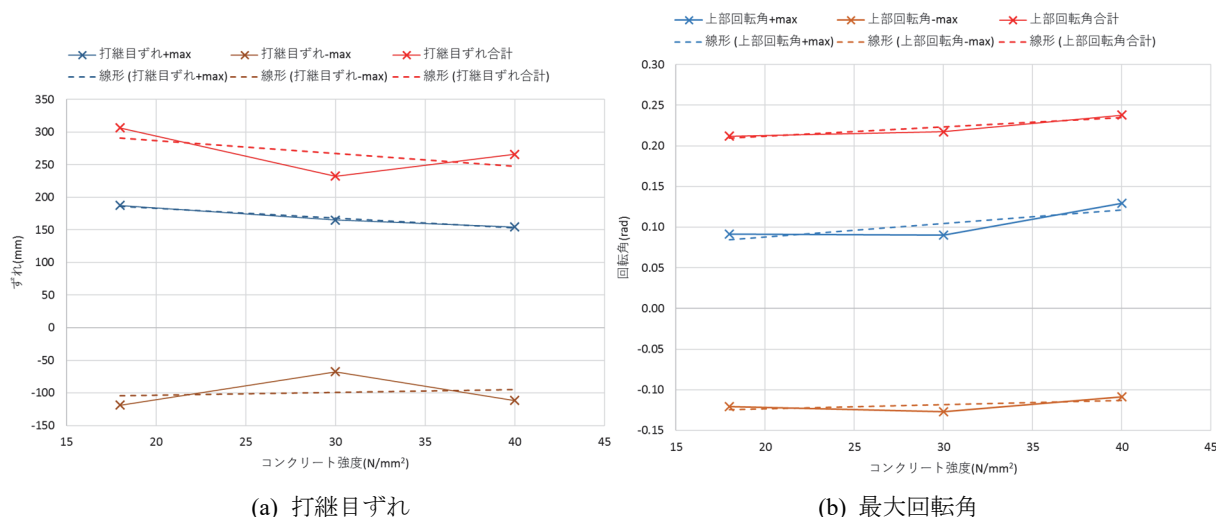 打継目ずれ+max 打継目ずれ-max 打継目ずれ合計
線形 (打継目ずれ+max) 線形 (打継目ずれ-max) 線形 (打継目ずれ合計)
350
300
250
200
150
100
50
0
-50
-100
-150
ずれ(mm)
15 20 25 30 35 40 45
コンクリート強度(N/mm²)
(a) 打継目ずれ
上部回転角+max 上部回転角-max 上部回転角合計
線形 (上部回転角+max) 線形 (上部回転角-max) 線形 (上部回転角合計)
0.30
0.25
0.20
0.15
0.10
0.05
0.00
-0.05
-0.10
-0.15
回転角(rad)
15 20 25 30 35 40 45
コンクリート強度(N/mm²)
(b) 最大回転角